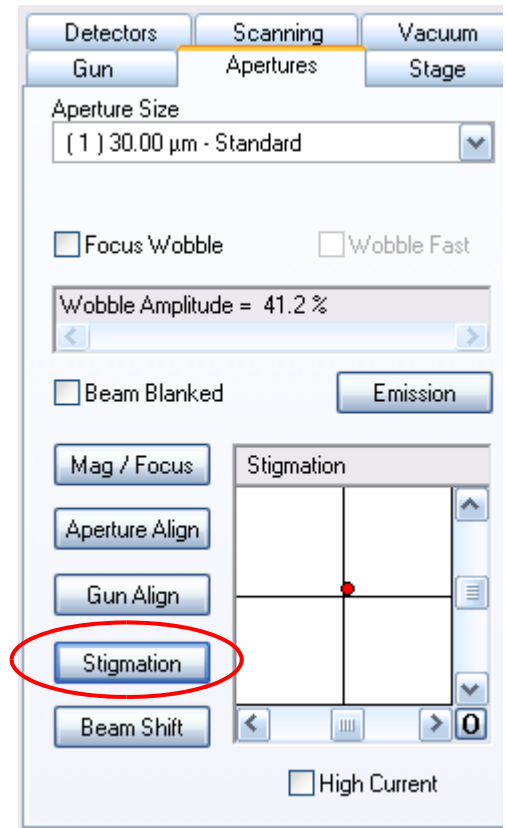 Detectors Scanning Vacuum
Gun Apertures Stage
Aperture Size
( 1 ) 30.00 µm - Standard
Focus Wobble Wobble Fast
Wobble Amplitude = 41.2 %
Beam Blanked Emission
Mag / Focus Stigmation
Aperture Align
Gun Align
Stigmation
Beam Shift 0
High Current